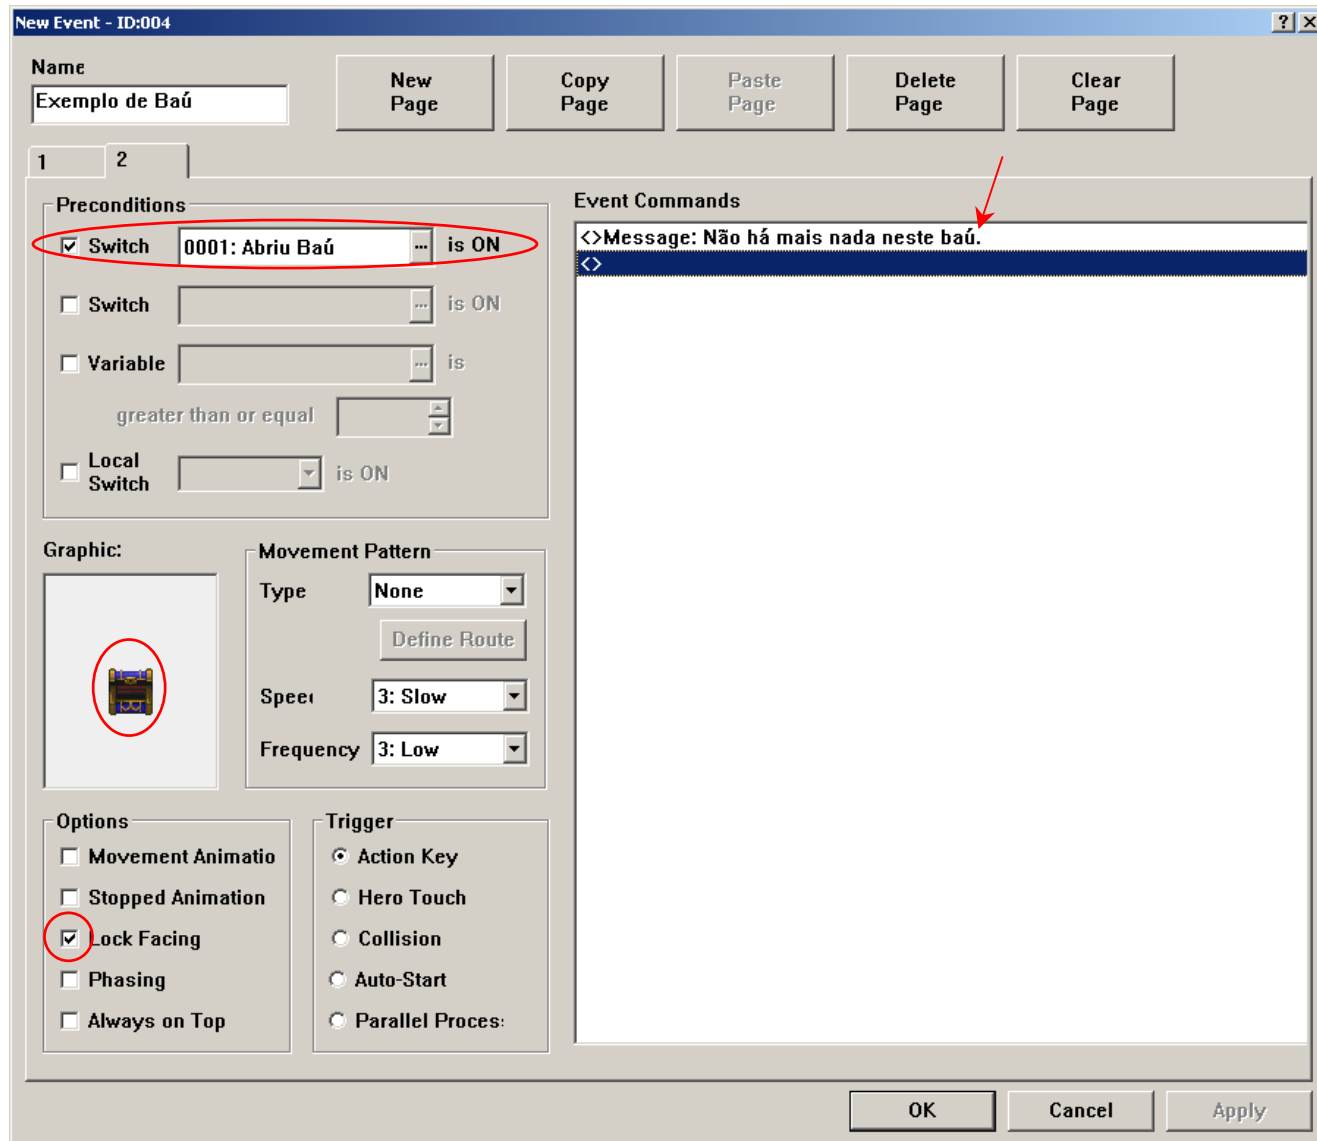 New Event - ID:004
Name
Exemplo de Baú
New
Page
Copy
Page
Paste
Page
Delete
Page
Clear
Page
1
2
Preconditions
Switch 0001: Abriu Baú ... is ON
Switch ... is ON
Variable ... is
greater than or equal
Local
Switch
is ON
Graphic:
Movement Pattern
Type None
Define Route
Speed
3: Slow
Frequency 3: Low
Options
Movement Animatio
Stopped Animation
Lock Facing
Phasing
Always on Top
Trigger
Action Key
Hero Touch
Collision
Auto-Start
Parallel Proces
Event Commands
<>Message: Não há mais nada neste baú.
<>
OK
Cancel
Apply